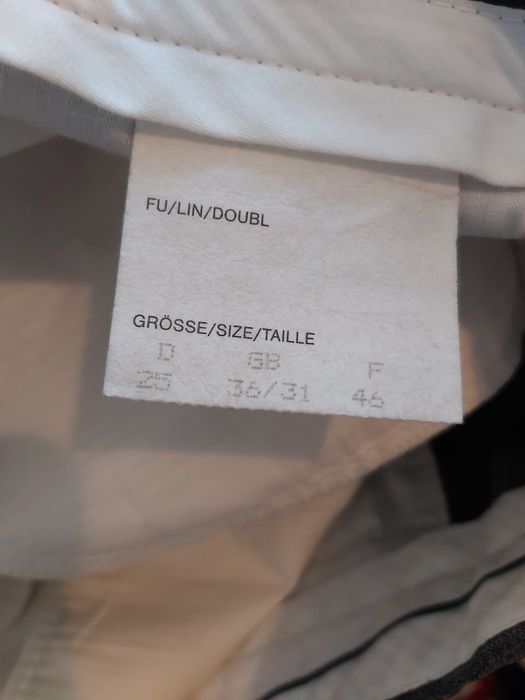 FU/LIN/DOUBL
GRÖSSE/SIZE/TAILLE
D GB F
25 36/31 46